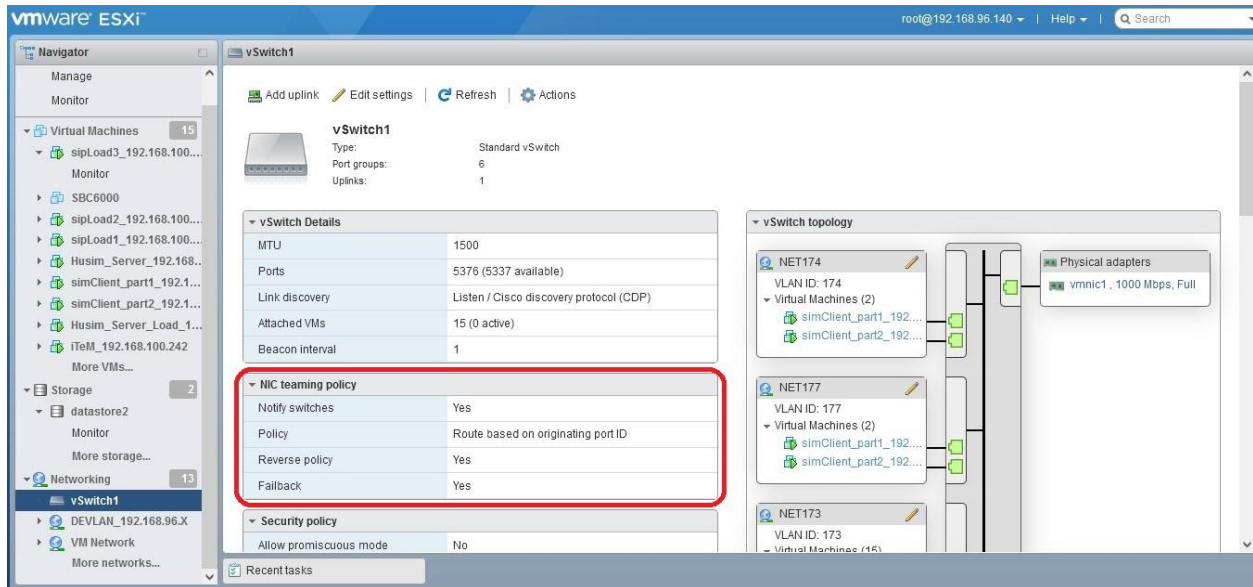 vmware ESXi™
root@192.168.96.140 | Help | Search
Navigator
Manage
Monitor
Virtual Machines 15
sipLoad3_192.168.100....
Monitor
SBC6000
sipLoad2_192.168.100....
sipLoad1_192.168.100....
Husim_Server_192.168..
simClient_part1_192.1...
simClient_part2_192.1...
Husim_Server_Load_1...
iTeM_192.168.100.242
More VMs...
Storage 2
datastore2
Monitor
More storage...
Networking 13
vSwitch1
DEVLAN_192.168.96.X
VM Network
More networks...
vSwitch1
Add uplink Edit settings | Refresh | Actions
vSwitch1
Type: Standard vSwitch
Port groups: 6
Uplinks: 1
vSwitch Details
MTU 1500
Ports 5376 (5337 available)
Link discovery Listen / Cisco discovery protocol (CDP)
Attached VMs 15 (0 active)
Beacon interval 1
NIC teaming policy
Notify switches Yes
Policy Route based on originating port ID
Reverse policy Yes
Failback Yes
Security policy
Allow promiscuous mode No
vSwitch topology
NET174
VLAN ID: 174
Virtual Machines (2)
simClient_part1_192....
simClient_part2_192....
Physical adapters
vmnic1 , 1000 Mbps, Full
NET177
VLAN ID: 177
Virtual Machines (2)
simClient_part1_192....
simClient_part2_192....
NET173
VLAN ID: 173
Virtual Machines (15)
Recent tasks